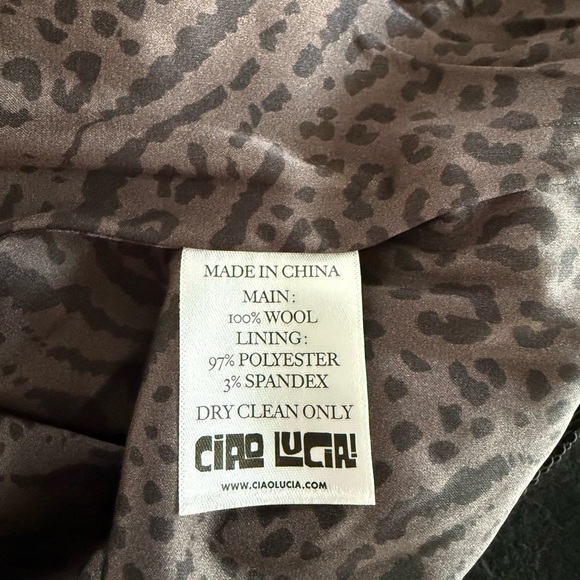 MADE IN CHINA
MAIN:
100% WOOL
LINING:
97% POLYESTER
3% SPANDEX
DRY CLEAN ONLY
CIAO LUCIA!
WWW.CIAOLUCIA.COM